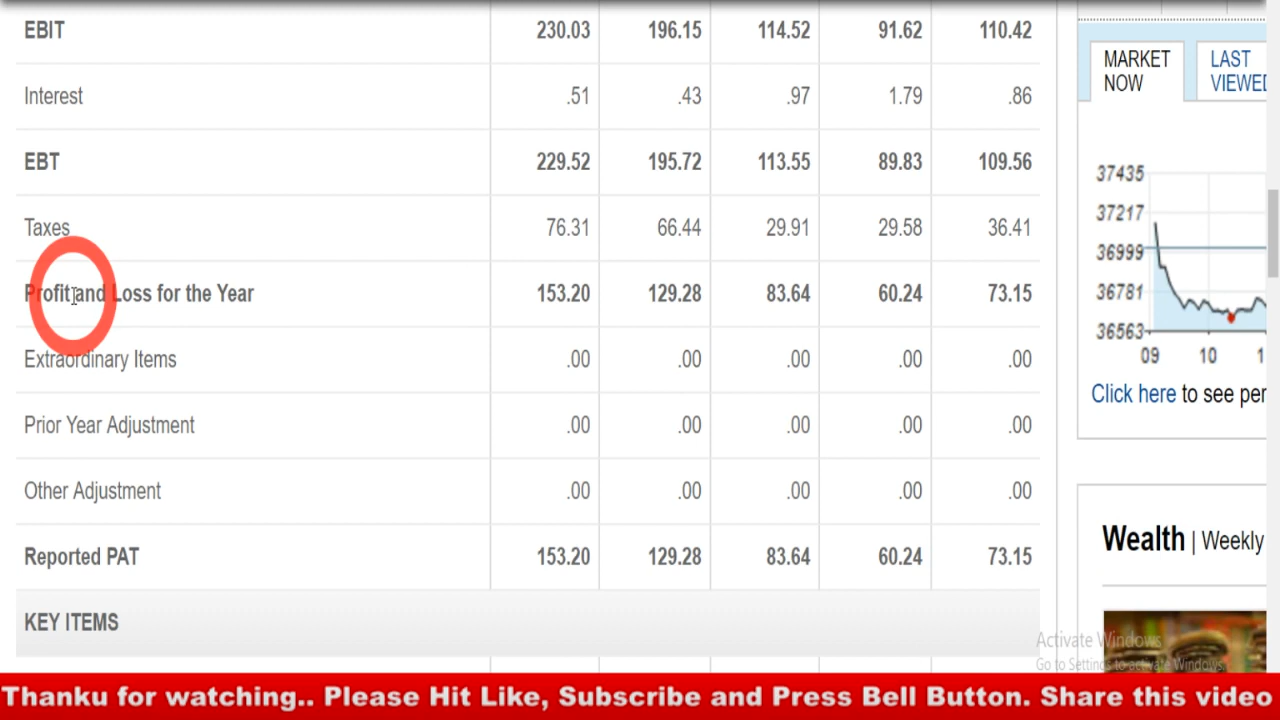 EBIT 230.03 196.15 114.52 91.62 110.42
Interest .51 .43 .97 1.79 .86
EBT 229.52 195.72 113.55 89.83 109.56
Taxes 76.31 66.44 29.91 29.58 36.41
Profit and Loss for the Year 153.20 129.28 83.64 60.24 73.15
Extraordinary Items .00 .00 .00 .00 .00
Prior Year Adjustment .00 .00 .00 .00 .00
Other Adjustment .00 .00 .00 .00 .00
Reported PAT 153.20 129.28 83.64 60.24 73.15
KEY ITEMS
MARKET
NOW
LAST
VIEWED
37435
37217
36999
36781
36563
09 10 1
Click here to see per
Wealth | Weekly
Activate Windows
Go to Settings to activate Windows.
Thanku for watching.. Please Hit Like, Subscribe and Press Bell Button. Share this video